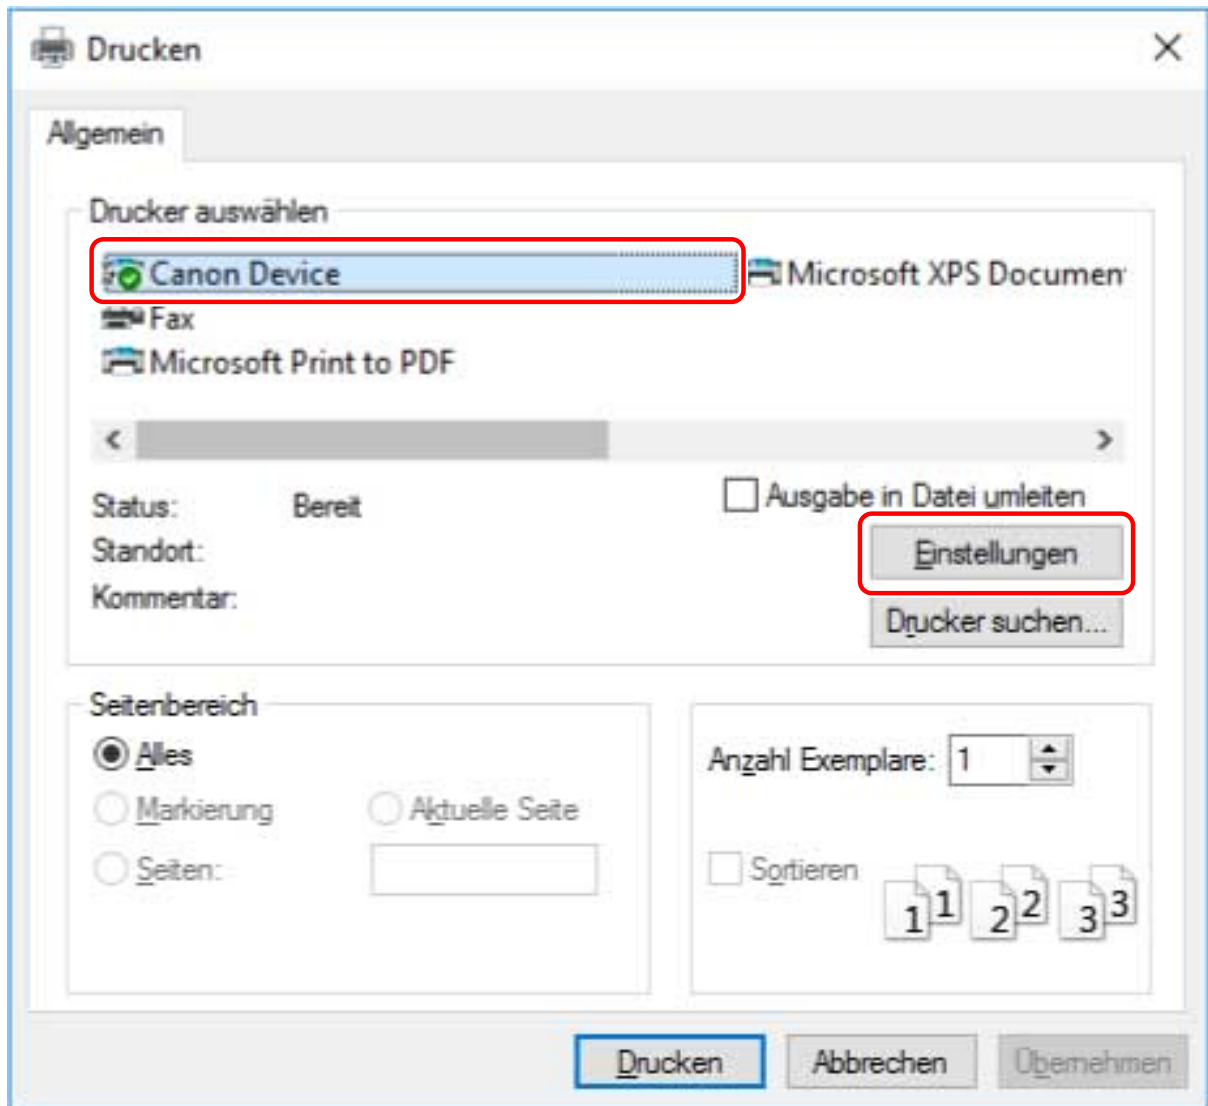 Drucken
Allgemein
Drucker auswählen
Canon Device
Microsoft XPS Documen
Fax
Microsoft Print to PDF
Status: Bereit
Ausgabe in Datei umleiten
Standort:
Einstellungen
Kommentar:
Drucker suchen...
Seitenbereich
Alles
Anzahl Exemplare: 1
Markierung
Aktuelle Seite
Seiten:
Sortieren
1 1 2 2 3 3
Drucken
Abbrechen
Übernehmen